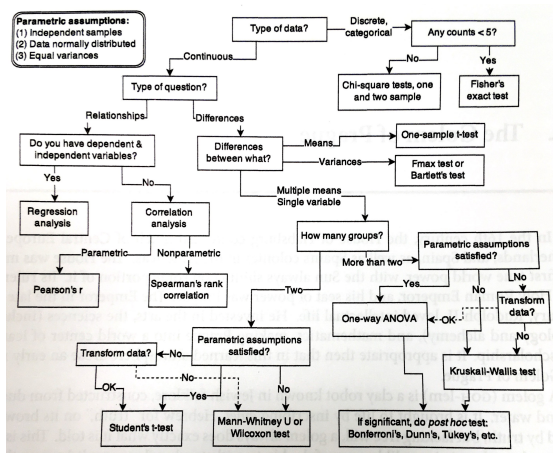 Parametric assumptions:
(1) Independent samples
(2) Data normally distributed
(3) Equal variances
Type of data?
Discrete,
categorical
Any counts < 5?
Continuous
No
Yes
Type of question?
Chi-square tests, one
and two sample
Fisher's
exact test
Relationships
Differences
Do you have dependent &
independent variables?
Differences
between what?
Means
One-sample t-test
Variances
Fmax test or
Bartlett's test
Yes
No
Multiple means
Single variable
Regression
analysis
Correlation
analysis
How many groups?
Parametric assumptions
satisfied?
More than two
Parametric
Nonparametric
Yes
No
Pearson's r
Spearman's rank
correlation
Two
Transform
data?
One-way ANOVA
OK
No
Transform data?
No
Parametric assumptions
satisfied?
Kruskall-Wallis test
No
OK
Yes
No
Student's t-test
Mann-Whitney U or
Wilcoxon test
If significant, do post hoc test:
Bonferroni's, Dunn's, Tukey's, etc.